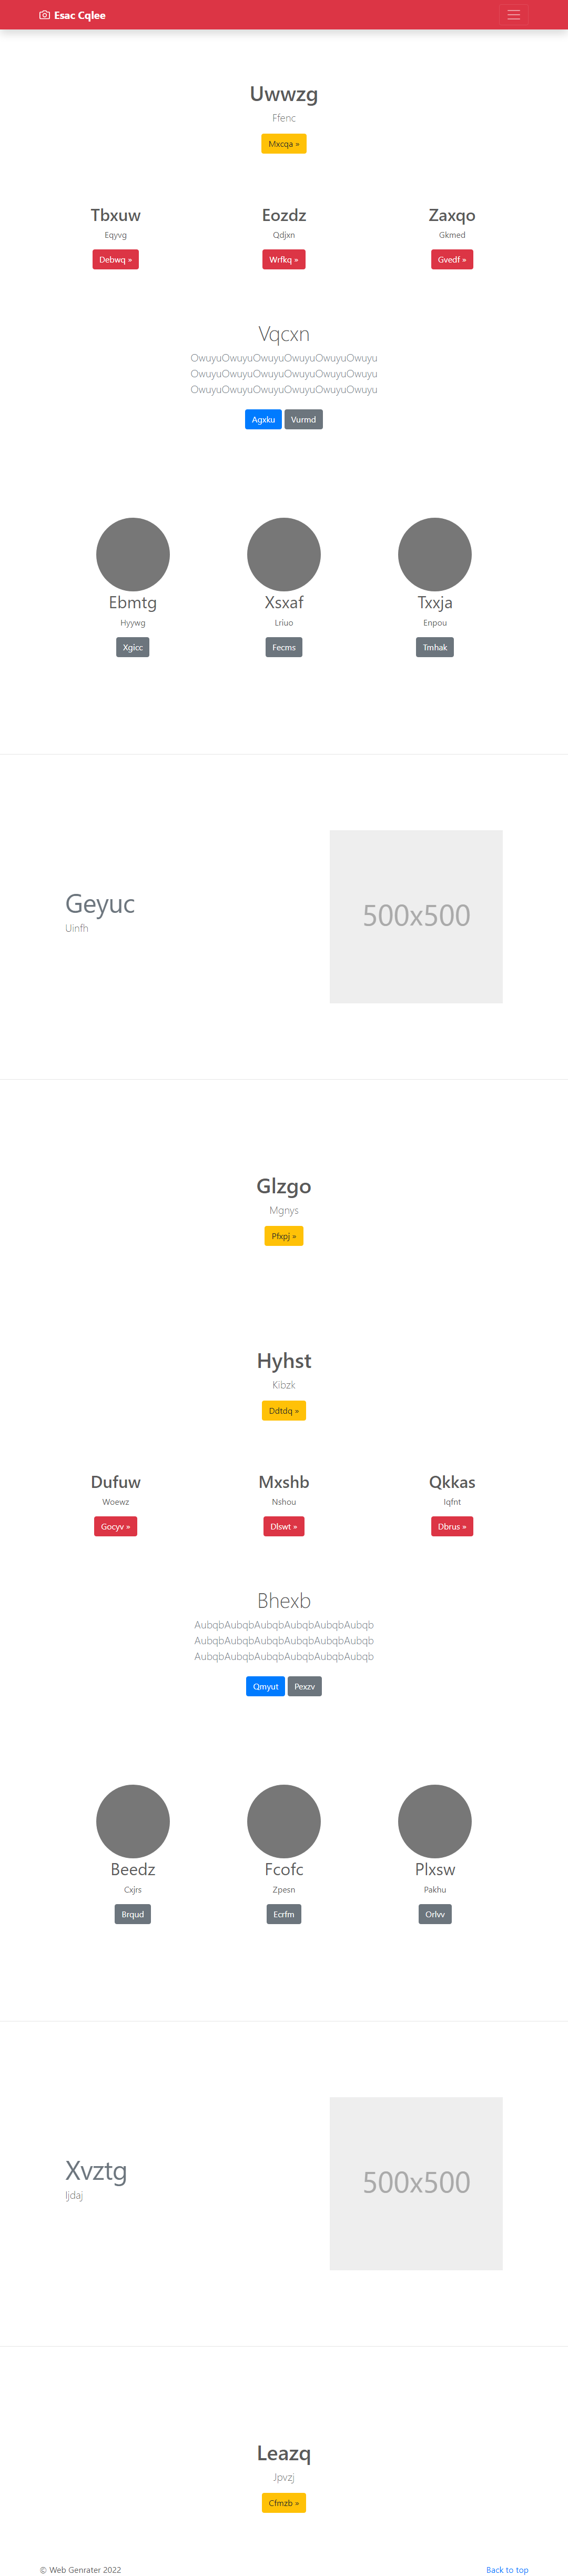 Esac Cqlee
Uwwzg
Ffenc
Mxcqa »
Tbxuw Eozdz Zaxqo
Eqyvg Qdjxn Gkmed
Debwq » Wrfkq » Gvedf »
Vqcxn
OwuyuOwuyuOwuyuOwuyuOwuyuOwuyu
OwuyuOwuyuOwuyuOwuyuOwuyuOwuyu
OwuyuOwuyuOwuyuOwuyuOwuyuOwuyu
Agxku Vurmd
Ebmtg Xsxaf Txxja
Hyywg Lriuo Enpou
Xgicc Fecms Tmhak
Geyuc
Uinfh
500x500
Glzgo
Mgnys
Pfxpj »
Hyhst
Kibzk
Ddtdq »
Dufuw Mxshb Qkkas
Woewz Nshou Iqfnt
Gocyv » Dlswt » Dbrus »
Bhexb
AubqbAubqbAubqbAubqbAubqbAubqb
AubqbAubqbAubqbAubqbAubqbAubqb
AubqbAubqbAubqbAubqbAubqbAubqb
Qmyut Pexzv
Beedz Fcofc Plxsw
Cxjrs Zpesn Pakhu
Brqud Ecrfm Orlvv
Xvztg
Ijdaj
500x500
Leazq
Jpvzj
Cfmzb »
© Web Genrater 2022 Back to top